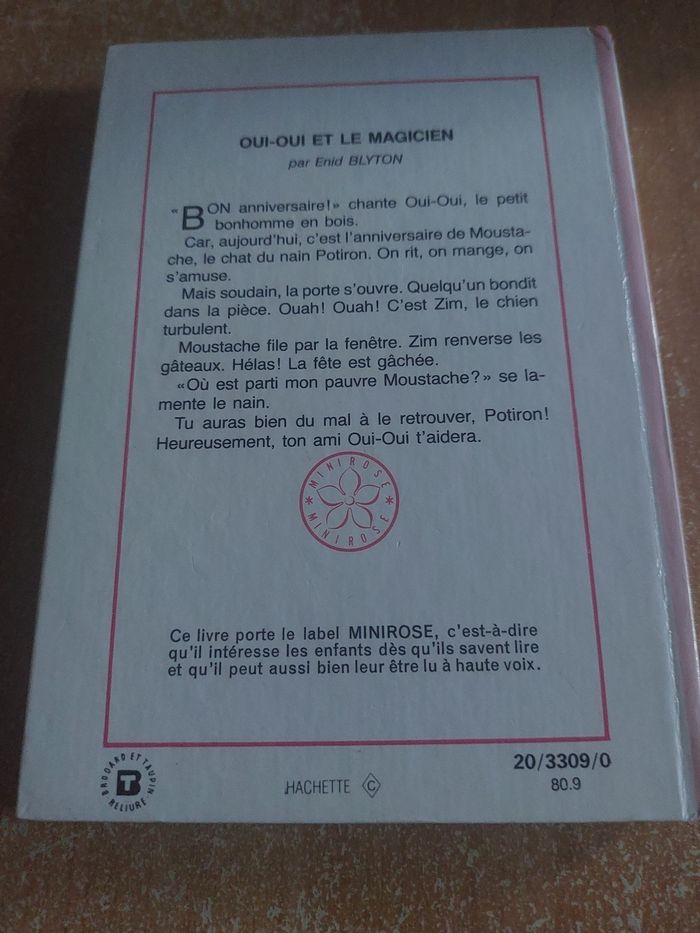 OUI-OUI ET LE MAGICIEN
par Enid BLYTON
« BON anniversaire!» chante Oui-Oui, le petit
bonhomme en bois.
Car, aujourd'hui, c'est l'anniversaire de Mousta-
che, le chat du nain Potiron. On rit, on mange, on
s'amuse.
Mais soudain, la porte s'ouvre. Quelqu'un bondit
dans la pièce. Ouah! Ouah! C'est Zim, le chien
turbulent.
Moustache file par la fenêtre. Zim renverse les
gâteaux. Hélas! La fête est gâchée.
«Où est parti mon pauvre Moustache?» se la-
mente le nain.
Tu auras bien du mal à le retrouver, Potiron!
Heureusement, ton ami Oui-Oui t'aidera.
MINIROSE * MINIROSE *
Ce livre porte le label MINIROSE, c'est-à-dire
qu'il intéresse les enfants dès qu'ils savent lire
et qu'il peut aussi bien leur être lu à haute voix.
BRODARD ET TAUPIN
BT
RELIURE
HACHETTE C
20/3309/0
80.9